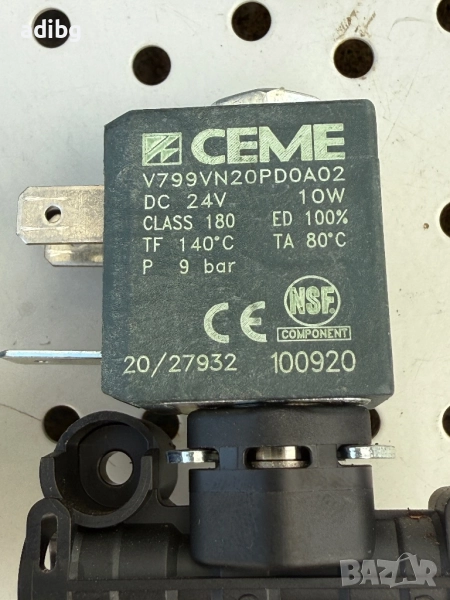 adibg
CEME
V799VN20PD0A02
DC 24V 10W
CLASS 180 ED 100%
TF 140°C TA 80°C
P 9 bar
CE NSF.
COMPONENT
20/27932 100920
BAZAR